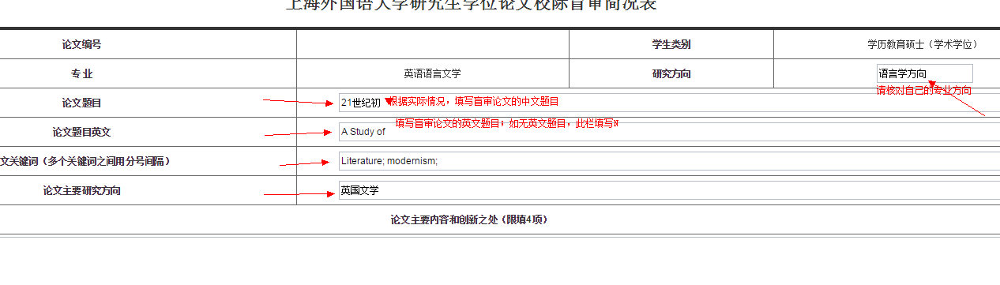 上海外国语大学研究生学位论文校际盲审简况表
论文编号 学生类别 学历教育硕士（学术学位）
专 业 英语语言文学 研究方向 语言学方向
请核对自己的专业方向
论文题目 21世纪初 根据实际情况，填写盲审论文的中文题目
填写盲审论文的英文题目；如无英文题目，此栏填写N
论文题目英文 A Study of
文关键词（多个关键词之间用分号间隔） Literature; modernism;
论文主要研究方向 英国文学
论文主要内容和创新之处（限填4项）